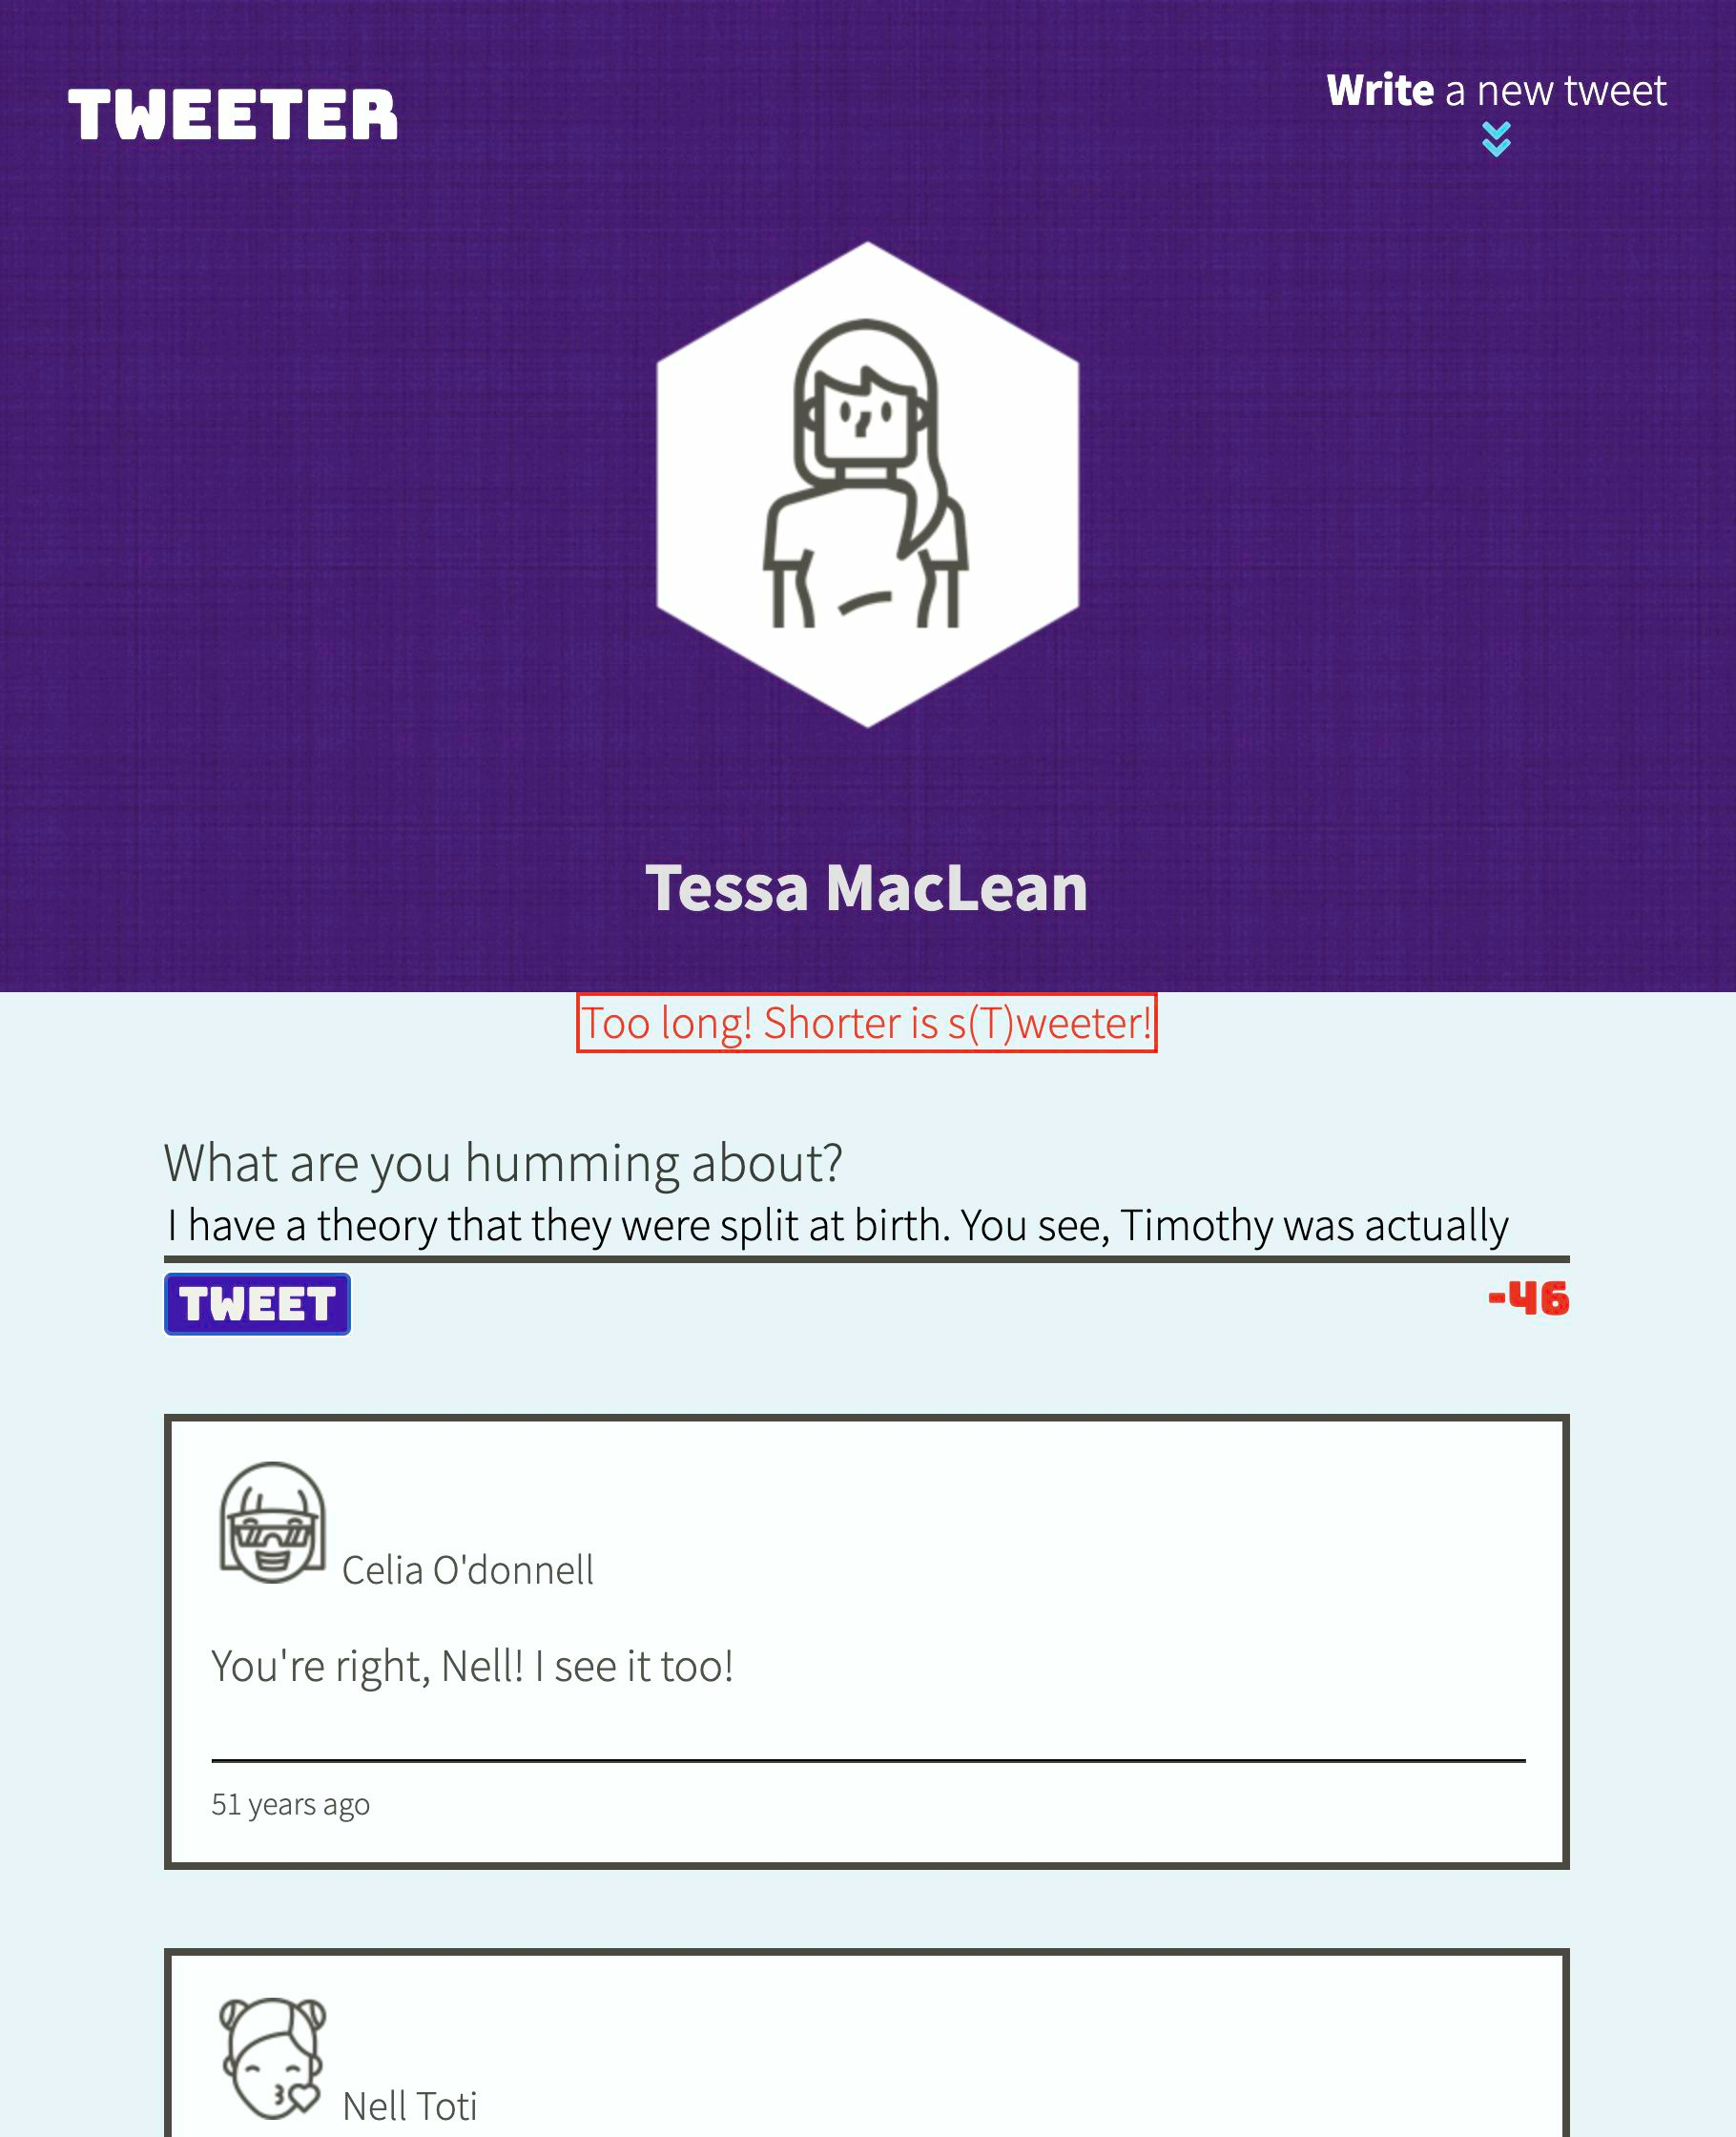 TWEETER
Write a new tweet
Tessa MacLean
Too long! Shorter is s(T)weeter!
What are you humming about?
I have a theory that they were split at birth. You see, Timothy was actually
TWEET
-46
Celia O'donnell
You're right, Nell! I see it too!
51 years ago
Nell Toti